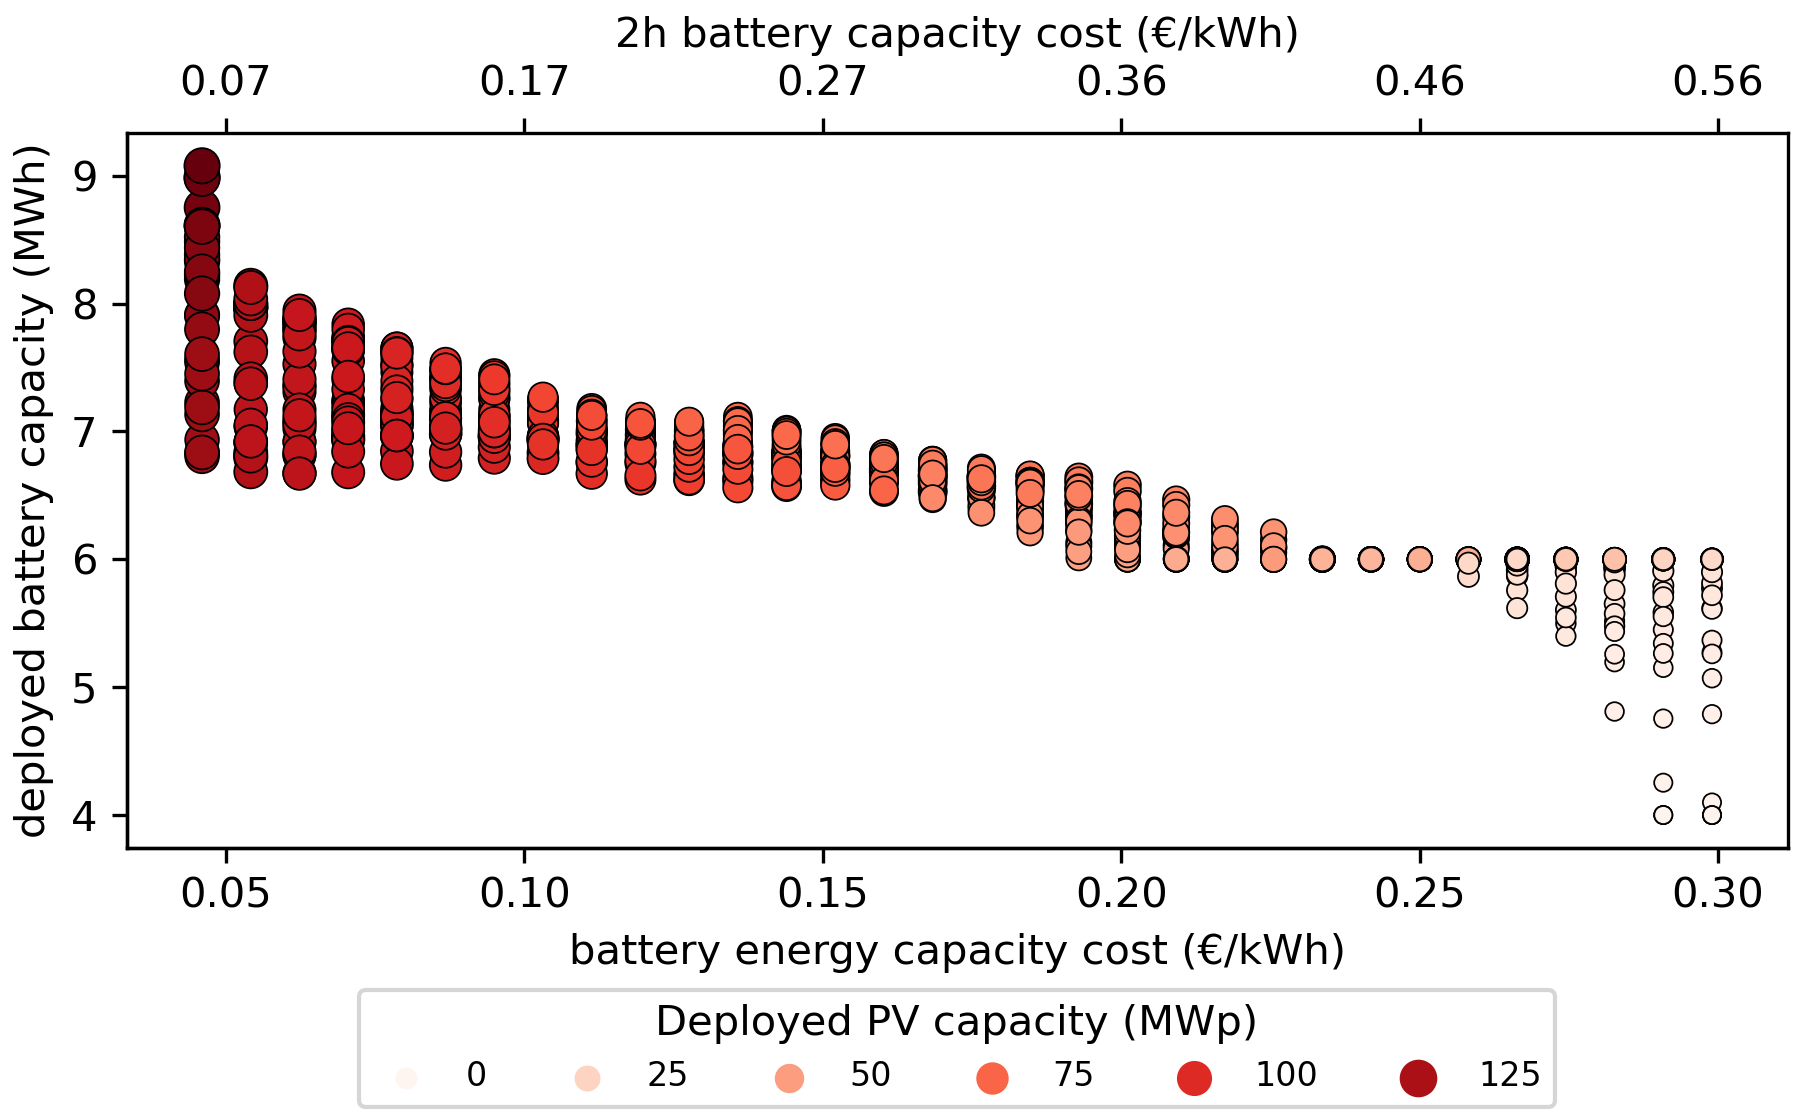 2h battery capacity cost (€/kWh)
0.07 0.17 0.27 0.36 0.46 0.56
deployed battery capacity (MWh)
9
8
7
6
5
4
0.05 0.10 0.15 0.20 0.25 0.30
battery energy capacity cost (€/kWh)
Deployed PV capacity (MWp)
0 25 50 75 100 125